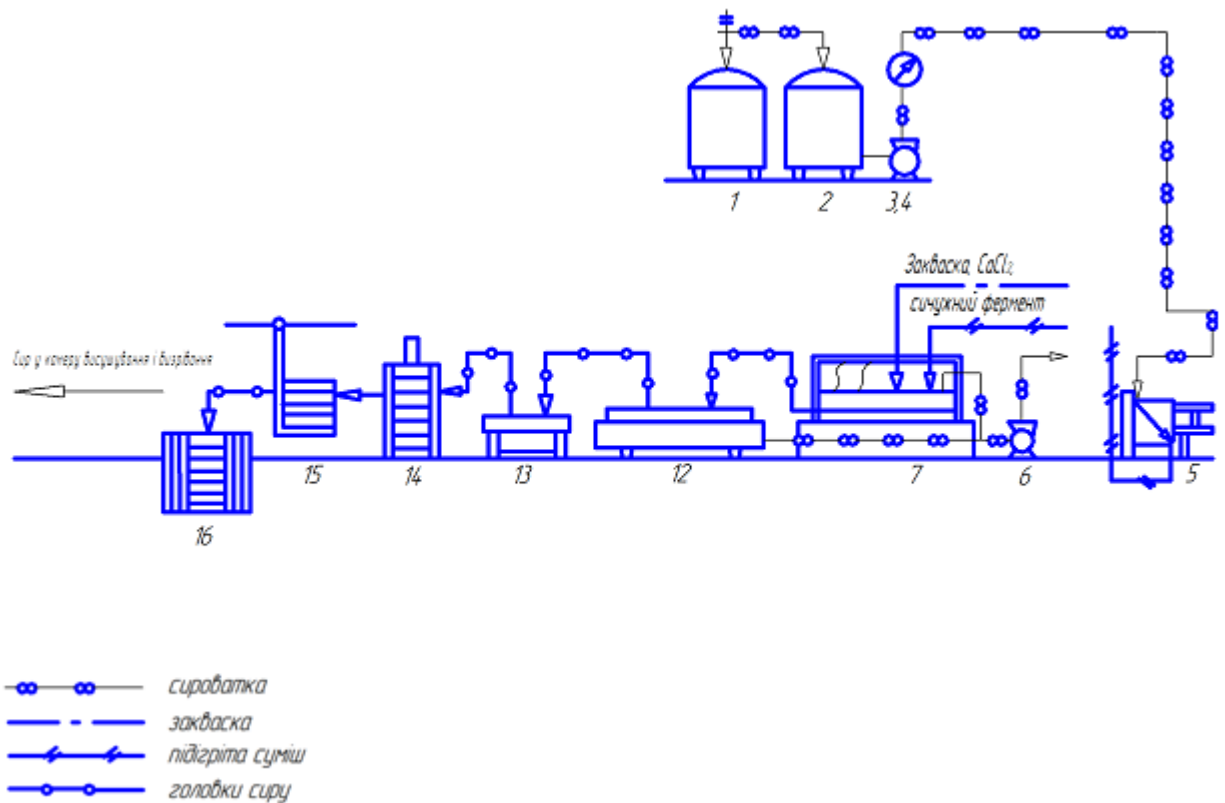 1
2
3,4
Закваска, CaCl₂,
сичужний фермент
Сир у камеру висушування і визрівання
16
15
14
13
12
7
6
5
сироватка
закваска
підігріта суміш
головки сиру